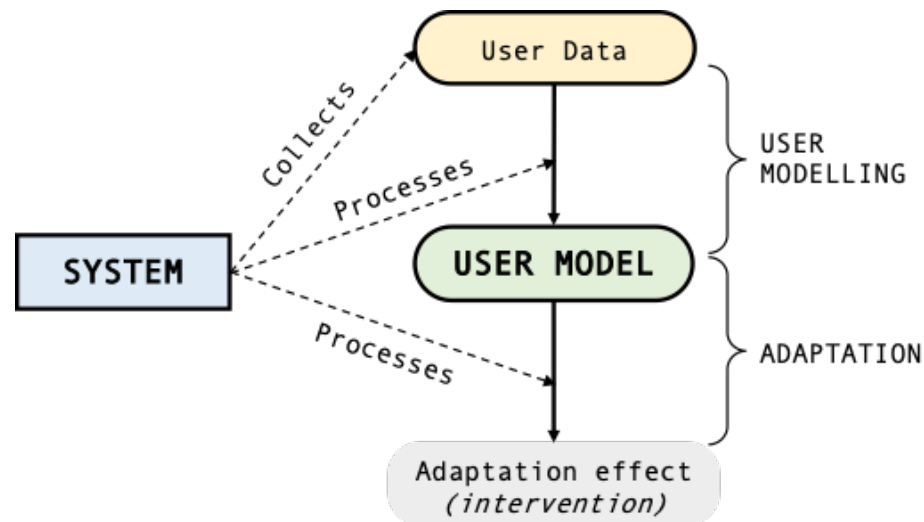 User Data
Collects
Processes
USER
MODELLING
SYSTEM
USER MODEL
Processes
ADAPTATION
Adaptation effect
(intervention)